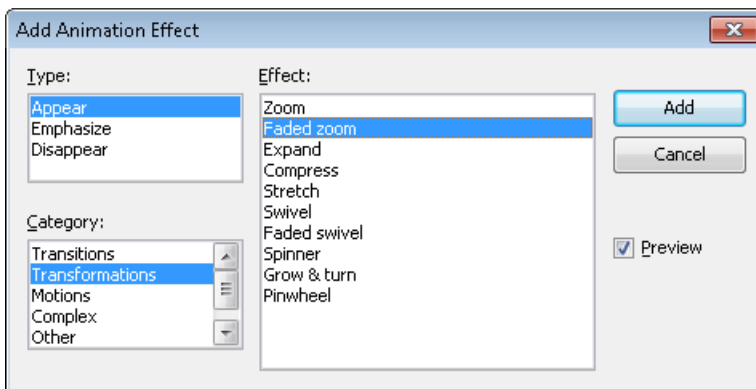 Add Animation Effect
Type:
Appear
Emphasize
Disappear
Category:
Transitions
Transformations
Motions
Complex
Other
Effect:
Zoom
Faded zoom
Expand
Compress
Stretch
Swivel
Faded swivel
Spinner
Grow & turn
Pinwheel
Add
Cancel
Preview